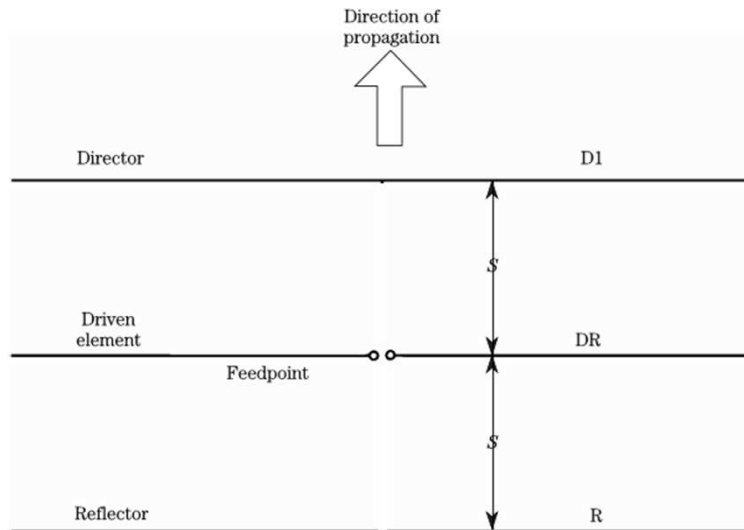 Direction of
propagation
Director
D1
S
Driven
element
DR
Feedpoint
S
Reflector
R